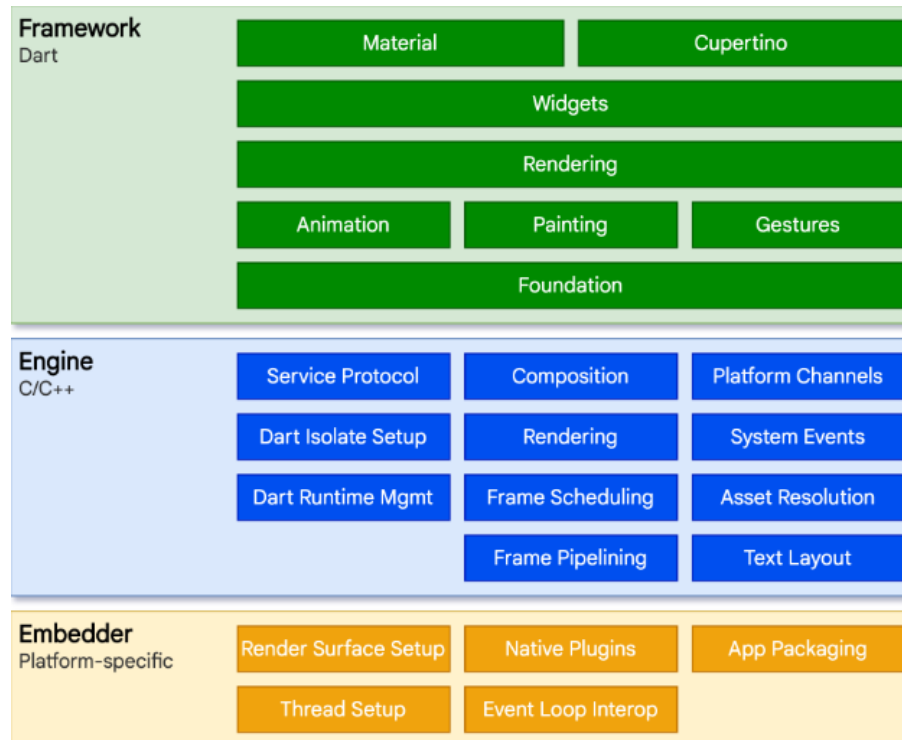 Framework
Dart
Material
Cupertino
Widgets
Rendering
Animation
Painting
Gestures
Foundation
Engine
C/C++
Service Protocol
Composition
Platform Channels
Dart Isolate Setup
Rendering
System Events
Dart Runtime Mgmt
Frame Scheduling
Asset Resolution
Frame Pipelining
Text Layout
Embedder
Platform-specific
Render Surface Setup
Native Plugins
App Packaging
Thread Setup
Event Loop Interop